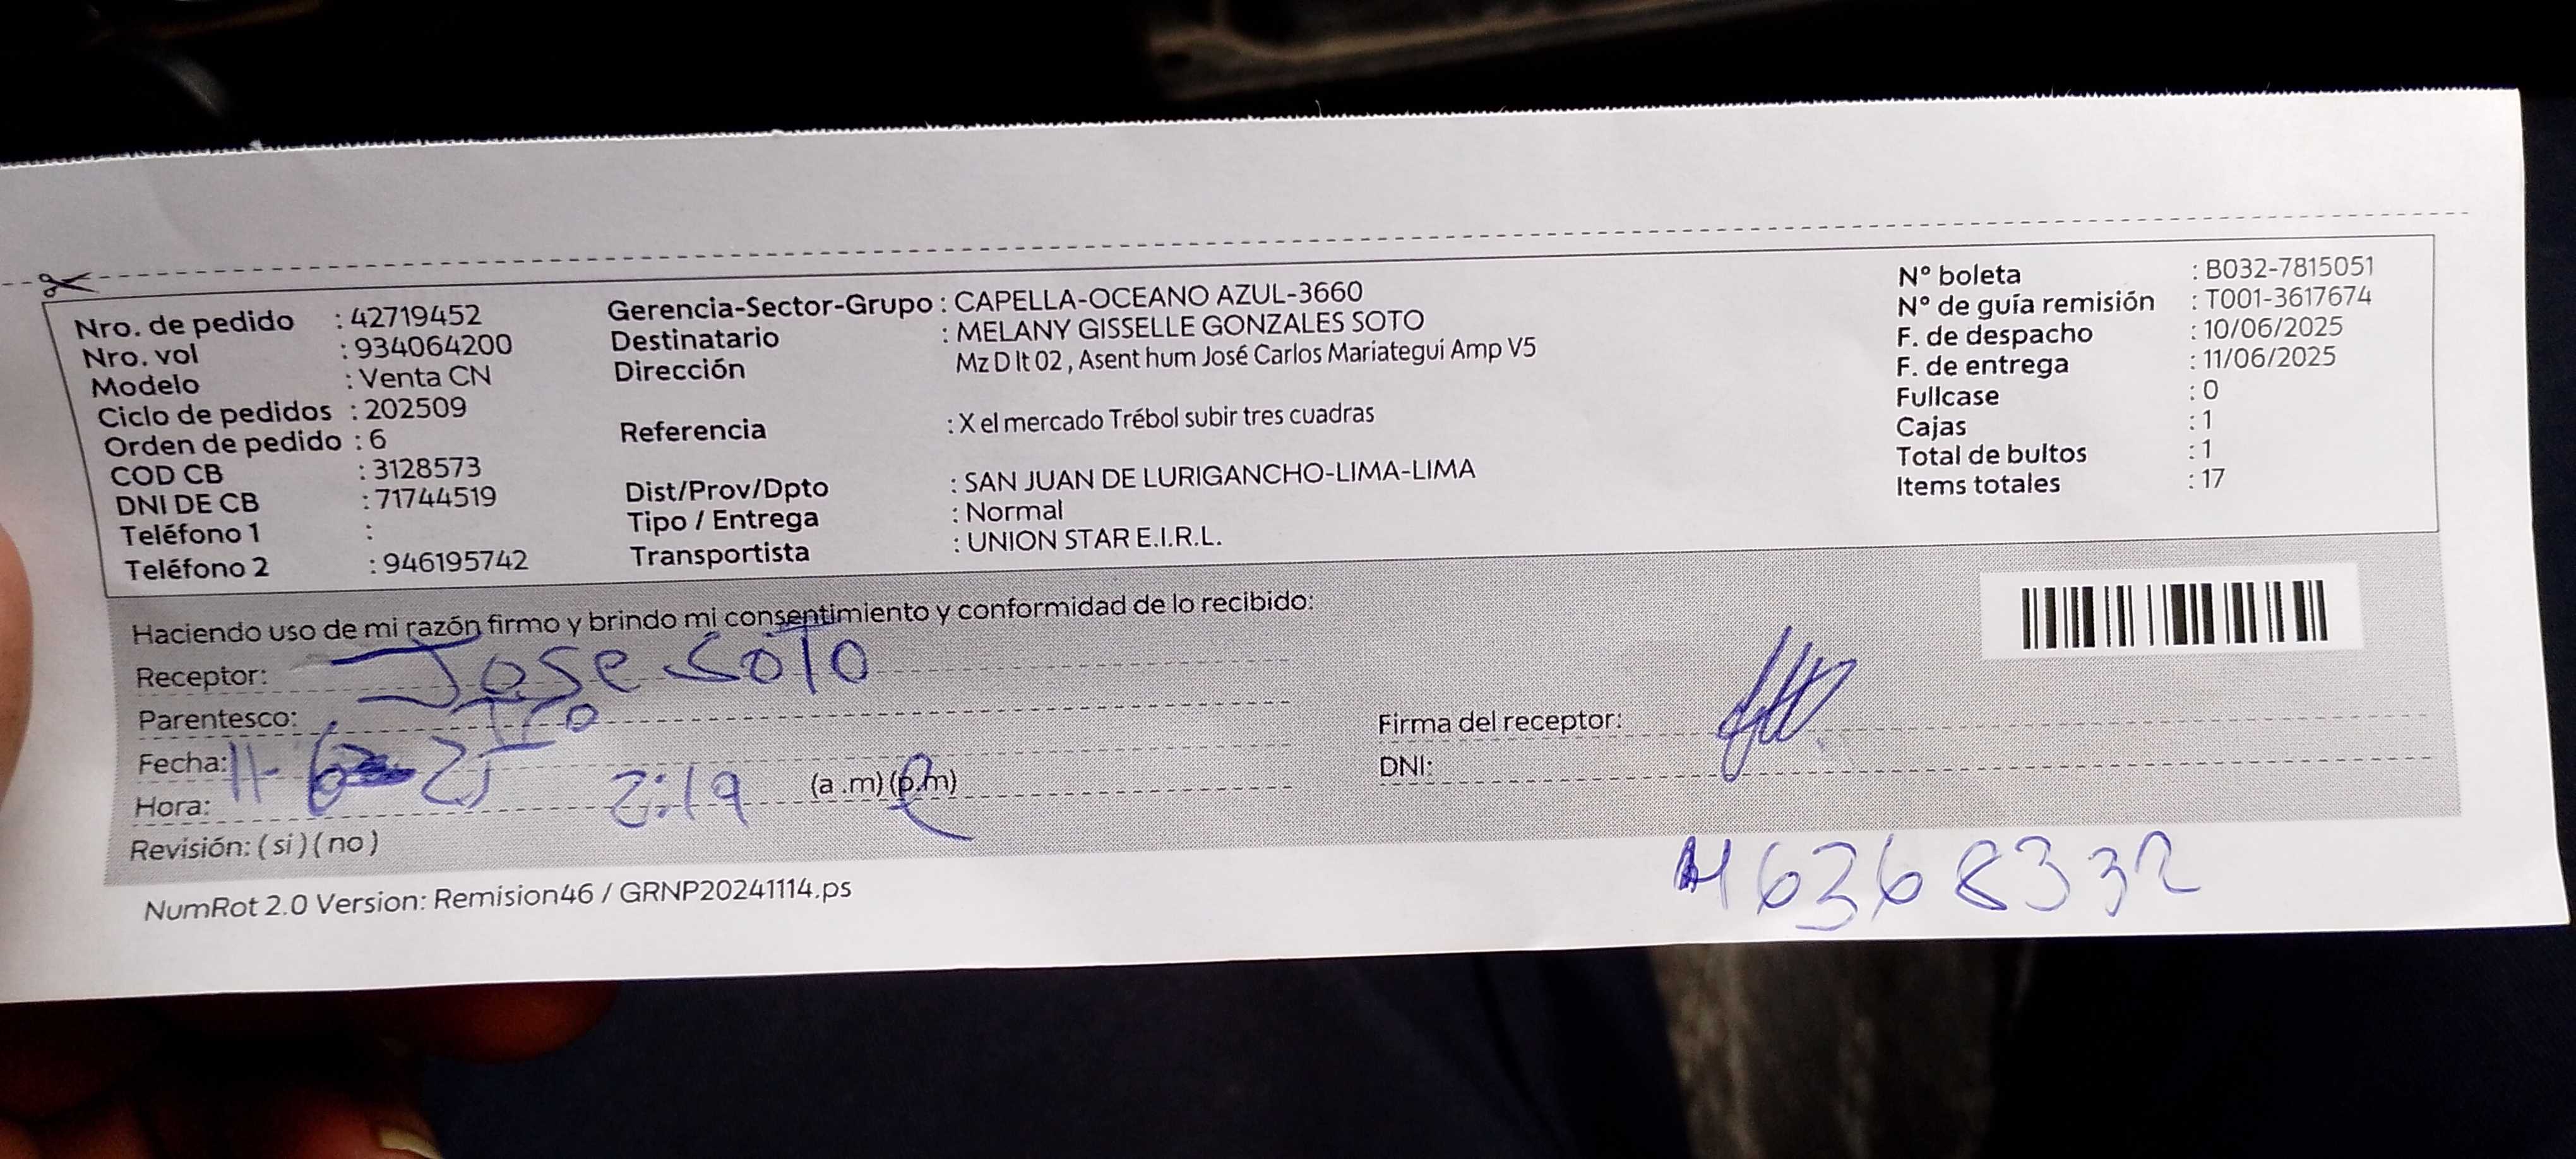 Nro. de pedido : 42719452
Nro. vol : 934064200
Modelo : Venta CN
Ciclo de pedidos : 202509
Orden de pedido : 6
COD CB : 3128573
DNI DE CB : 71744519
Teléfono 1 :
Teléfono 2 : 946195742
Gerencia-Sector-Grupo : CAPELLA-OCEANO AZUL-3660
Destinatario : MELANY GISSELLE GONZALES SOTO
Dirección Mz D lt 02 , Asent hum José Carlos Mariategui Amp V5
Referencia : X el mercado Trébol subir tres cuadras
Dist/Prov/Dpto : SAN JUAN DE LURIGANCHO-LIMA-LIMA
Tipo / Entrega : Normal
Transportista : UNION STAR E.I.R.L.
N° boleta : B032-7815051
N° de guía remisión : T001-3617674
F. de despacho : 10/06/2025
F. de entrega : 11/06/2025
Fullcase : 0
Cajas : 1
Total de bultos : 1
Items totales : 17
Haciendo uso de mi razón firmo y brindo mi consentimiento y conformidad de lo recibido:
Receptor: Jose Soto
Parentesco: Tio
Fecha: 11-6-25
Hora: 2:19 (a .m) (p.m)
Revisión: ( si ) ( no )
Firma del receptor:
DNI:
46368332
NumRot 2.0 Version: Remision46 / GRNP20241114.ps